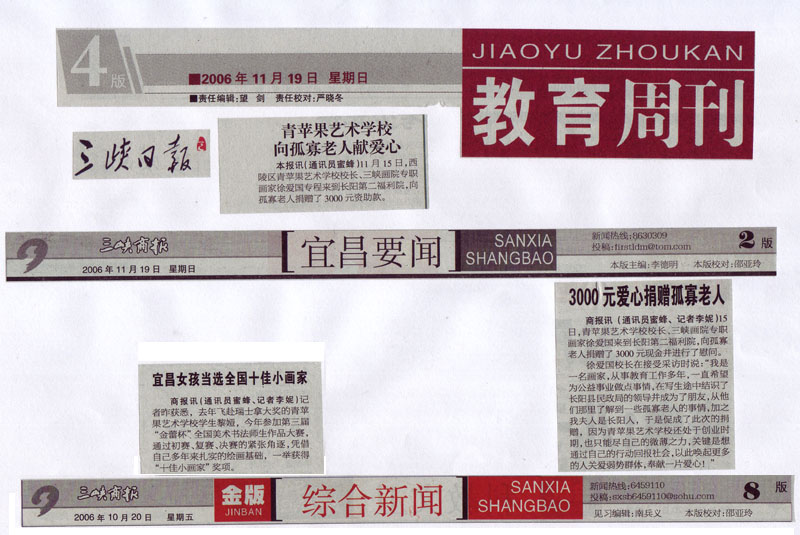 4版
■2006年11月19日 星期日
■责任编辑:望 剑 责任校对:严晓冬
JIAOYU ZHOUKAN
教育周刊
三峡日报
青苹果艺术学校
向孤寡老人献爱心
本报讯(通讯员蜜蜂)11月15日,西
陵区青苹果艺术学校校长、三峡画院专职
画家徐爱国专程来到长阳第二福利院,向
孤寡老人捐赠了3000元资助款。
三峡商报
2006年11月19日 星期日
宜昌要闻
SANXIA
SHANGBAO
新闻热线:8630309
投稿:firstldm@tom.com
2版
本版主编:李德明 本版校对:邵亚玲
3000元爱心捐赠孤寡老人
商报讯(通讯员蜜蜂、记者李妮)15
日,青苹果艺术学校校长、三峡画院专职
画家徐爱国来到长阳第二福利院,向孤寡
老人捐赠了3000元现金并进行了慰问。
徐爱国校长在接受采访时说:“我是
一名画家,从事教育工作多年,一直希望
为公益事业做点事情,在写生途中结识了
长阳县民政局的领导并成为了朋友,从他
们那里了解到一些孤寡老人的事情,加之
我夫人是长阳人,于是促成了此次的捐
赠,因为青苹果艺术学校还处于创业时
期,也只能尽自己的微薄之力,关键是想
通过自己的行动回报社会,以此唤起更多
的人关爱弱势群体,奉献一片爱心!”
宜昌女孩当选全国十佳小画家
商报讯(通讯员蜜蜂、记者李妮)记
者昨获悉,去年飞赴瑞士拿大奖的青苹
果艺术学校学生黎娅,今年参加第三届
“金蕾杯”全国美术书法师生作品大赛,
通过初赛、复赛、决赛的紧张角逐,凭借
自己多年来扎实的绘画基础,一举获得
“十佳小画家”奖项。
三峡商报
2006年10月20日 星期五
金版
JINBAN
综合新闻
SANXIA
SHANGBAO
新闻热线:6459110
投稿:sxsb6459110@sohu.com
8版
见习编辑:南兵义 本版校对:邵亚玲